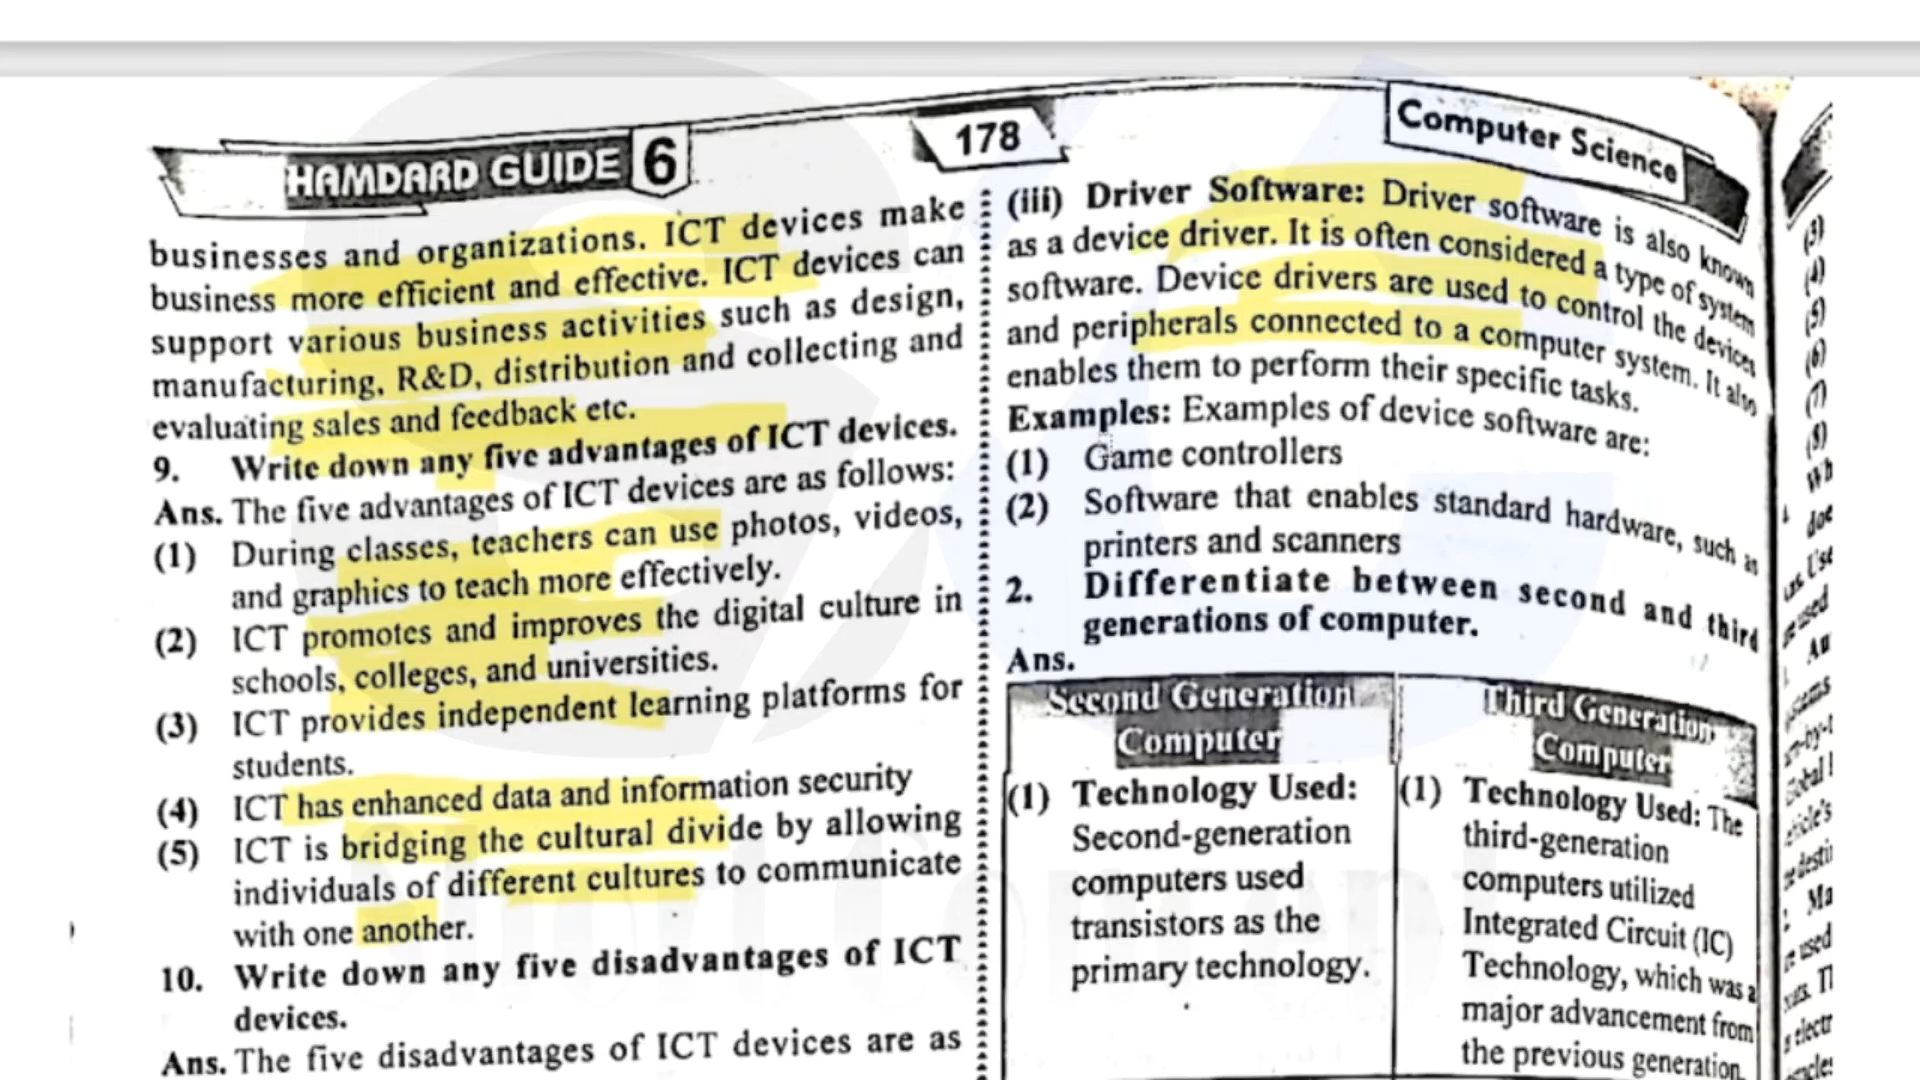 HAMDARD GUIDE 6
178
Computer Science
businesses and organizations. ICT devices make
business more efficient and effective. ICT devices can
support various business activities such as design,
manufacturing, R&D, distribution and collecting and
evaluating sales and feedback etc.
9. Write down any five advantages of ICT devices.
Ans. The five advantages of ICT devices are as follows:
(1) During classes, teachers can use photos, videos,
and graphics to teach more effectively.
(2) ICT promotes and improves the digital culture in
schools, colleges, and universities.
(3) ICT provides independent learning platforms for
students.
(4) ICT has enhanced data and information security
(5) ICT is bridging the cultural divide by allowing
individuals of different cultures to communicate
with one another.
10. Write down any five disadvantages of ICT
devices.
Ans. The five disadvantages of ICT devices are as
(iii) Driver Software: Driver software is also known
as a device driver. It is often considered a type of system
software. Device drivers are used to control the devices
and peripherals connected to a computer system. It also
enables them to perform their specific tasks.
Examples: Examples of device software are:
(1) Game controllers
(2) Software that enables standard hardware, such as
printers and scanners
2. Differentiate between second and third
generations of computer.
Ans.
Second Generation
Computer
(1) Technology Used:
Second-generation
computers used
transistors as the
primary technology.
Third Generation
Computer
(1) Technology Used: The
third-generation
computers utilized
Integrated Circuit (IC)
Technology, which was a
major advancement from
the previous generation.
(3)
(4)
(5)
(6)
(7)
(8)